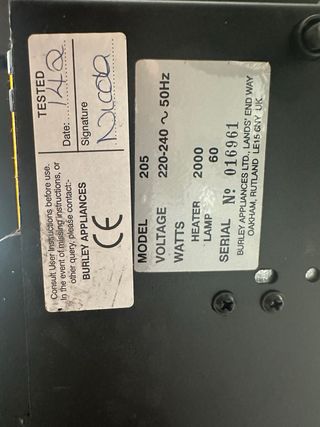 TESTED
Date:
Signature Nicola
Consult User Instructions before use.
In the event of missing instructions, or
other query, please contact:-
BURLEY APPLIANCES
CE
MODEL 205
VOLTAGE 220-240 ~ 50Hz
WATTS
HEATER 2000
LAMP 60
SERIAL Nº 016961
BURLEY APPLIANCES LTD., LANDS' END WAY
OAKHAM, RUTLAND LE15 6NY UK